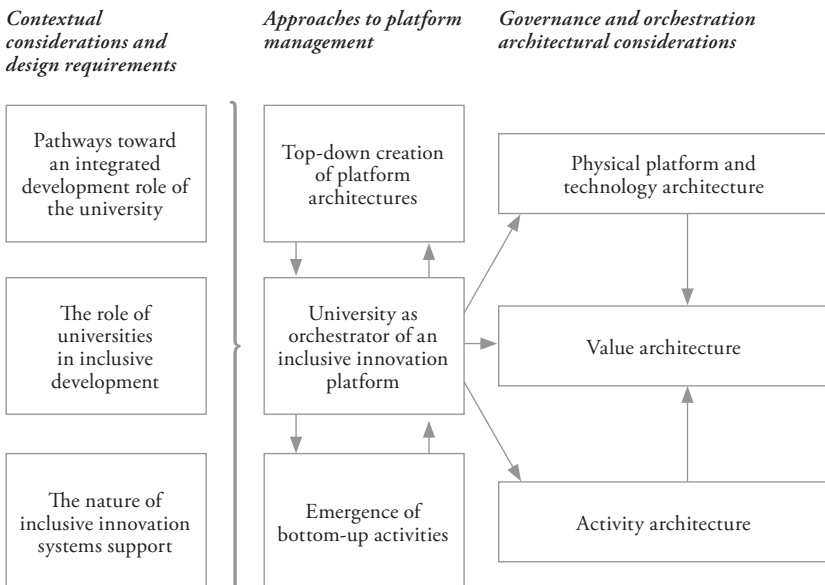 Contextual
considerations and
design requirements
Approaches to platform
management
Governance and orchestration
architectural considerations
Pathways toward
an integrated
development role of
the university
The role of
universities
in inclusive
development
The nature of
inclusive innovation
systems support
Top-down creation
of platform
architectures
University as
orchestrator of an
inclusive innovation
platform
Emergence of
bottom-up activities
Physical platform and
technology architecture
Value architecture
Activity architecture